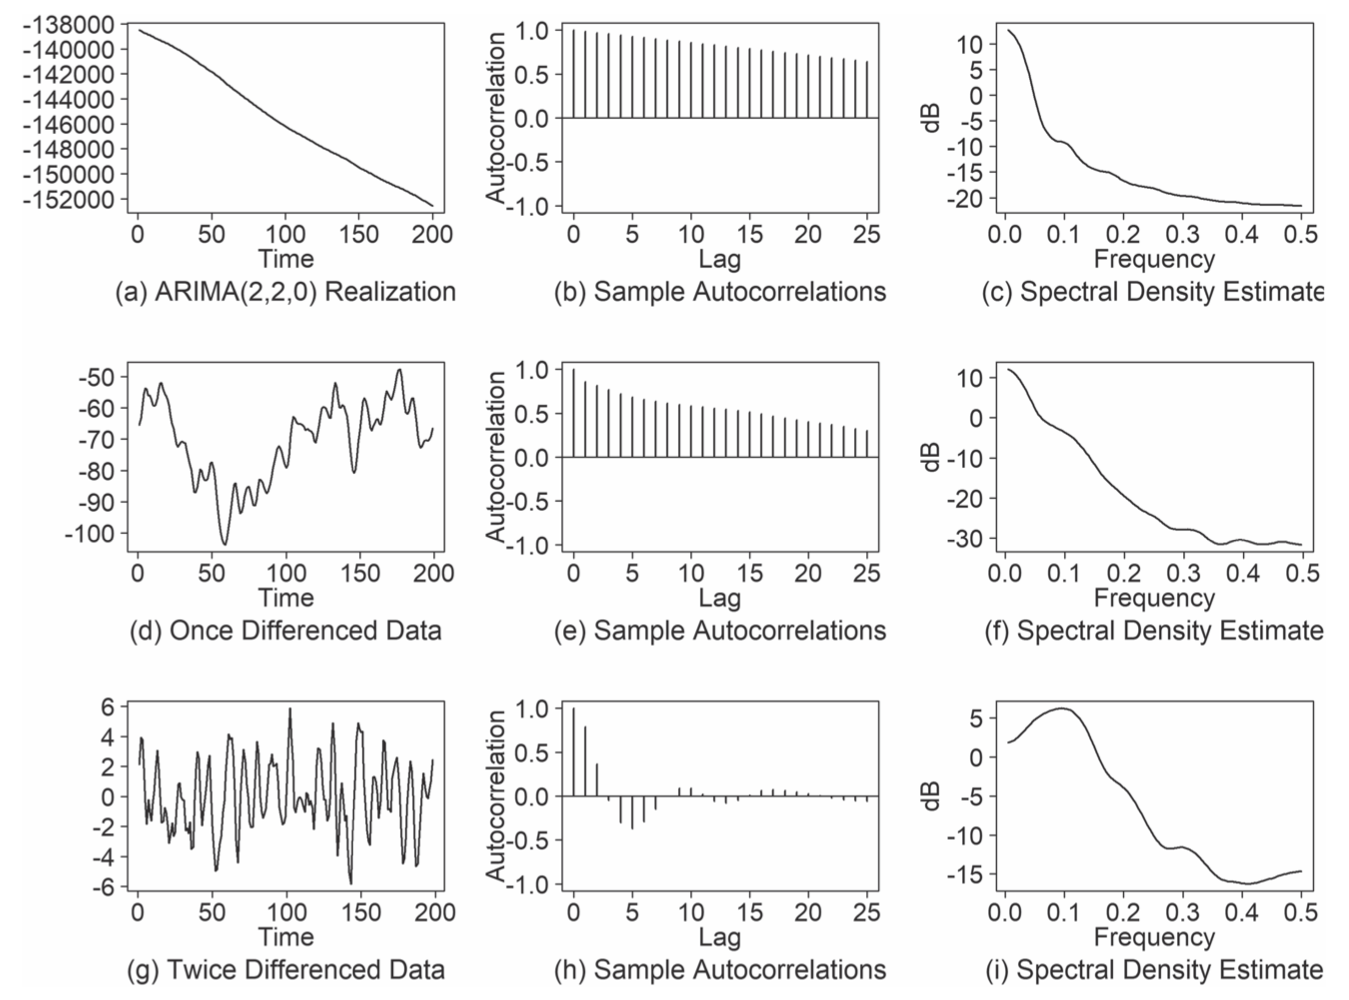 -138000
-140000
-142000
-144000
-146000
-148000
-150000
-152000
0 50 100 150 200
Time
(a) ARIMA(2,2,0) Realization
Autocorrelation
1.0
0.5
0.0
-0.5
-1.0
0 5 10 15 20 25
Lag
(b) Sample Autocorrelations
dB
10
5
0
-5
-10
-15
-20
0.0 0.1 0.2 0.3 0.4 0.5
Frequency
(c) Spectral Density Estimate
-50
-60
-70
-80
-90
-100
0 50 100 150 200
Time
(d) Once Differenced Data
Autocorrelation
1.0
0.5
0.0
-0.5
-1.0
0 5 10 15 20 25
Lag
(e) Sample Autocorrelations
dB
10
0
-10
-20
-30
0.0 0.1 0.2 0.3 0.4 0.5
Frequency
(f) Spectral Density Estimate
6
4
2
0
-2
-4
-6
0 50 100 150 200
Time
(g) Twice Differenced Data
Autocorrelation
1.0
0.5
0.0
-0.5
-1.0
0 5 10 15 20 25
Lag
(h) Sample Autocorrelations
dB
5
0
-5
-10
-15
0.0 0.1 0.2 0.3 0.4 0.5
Frequency
(i) Spectral Density Estimate